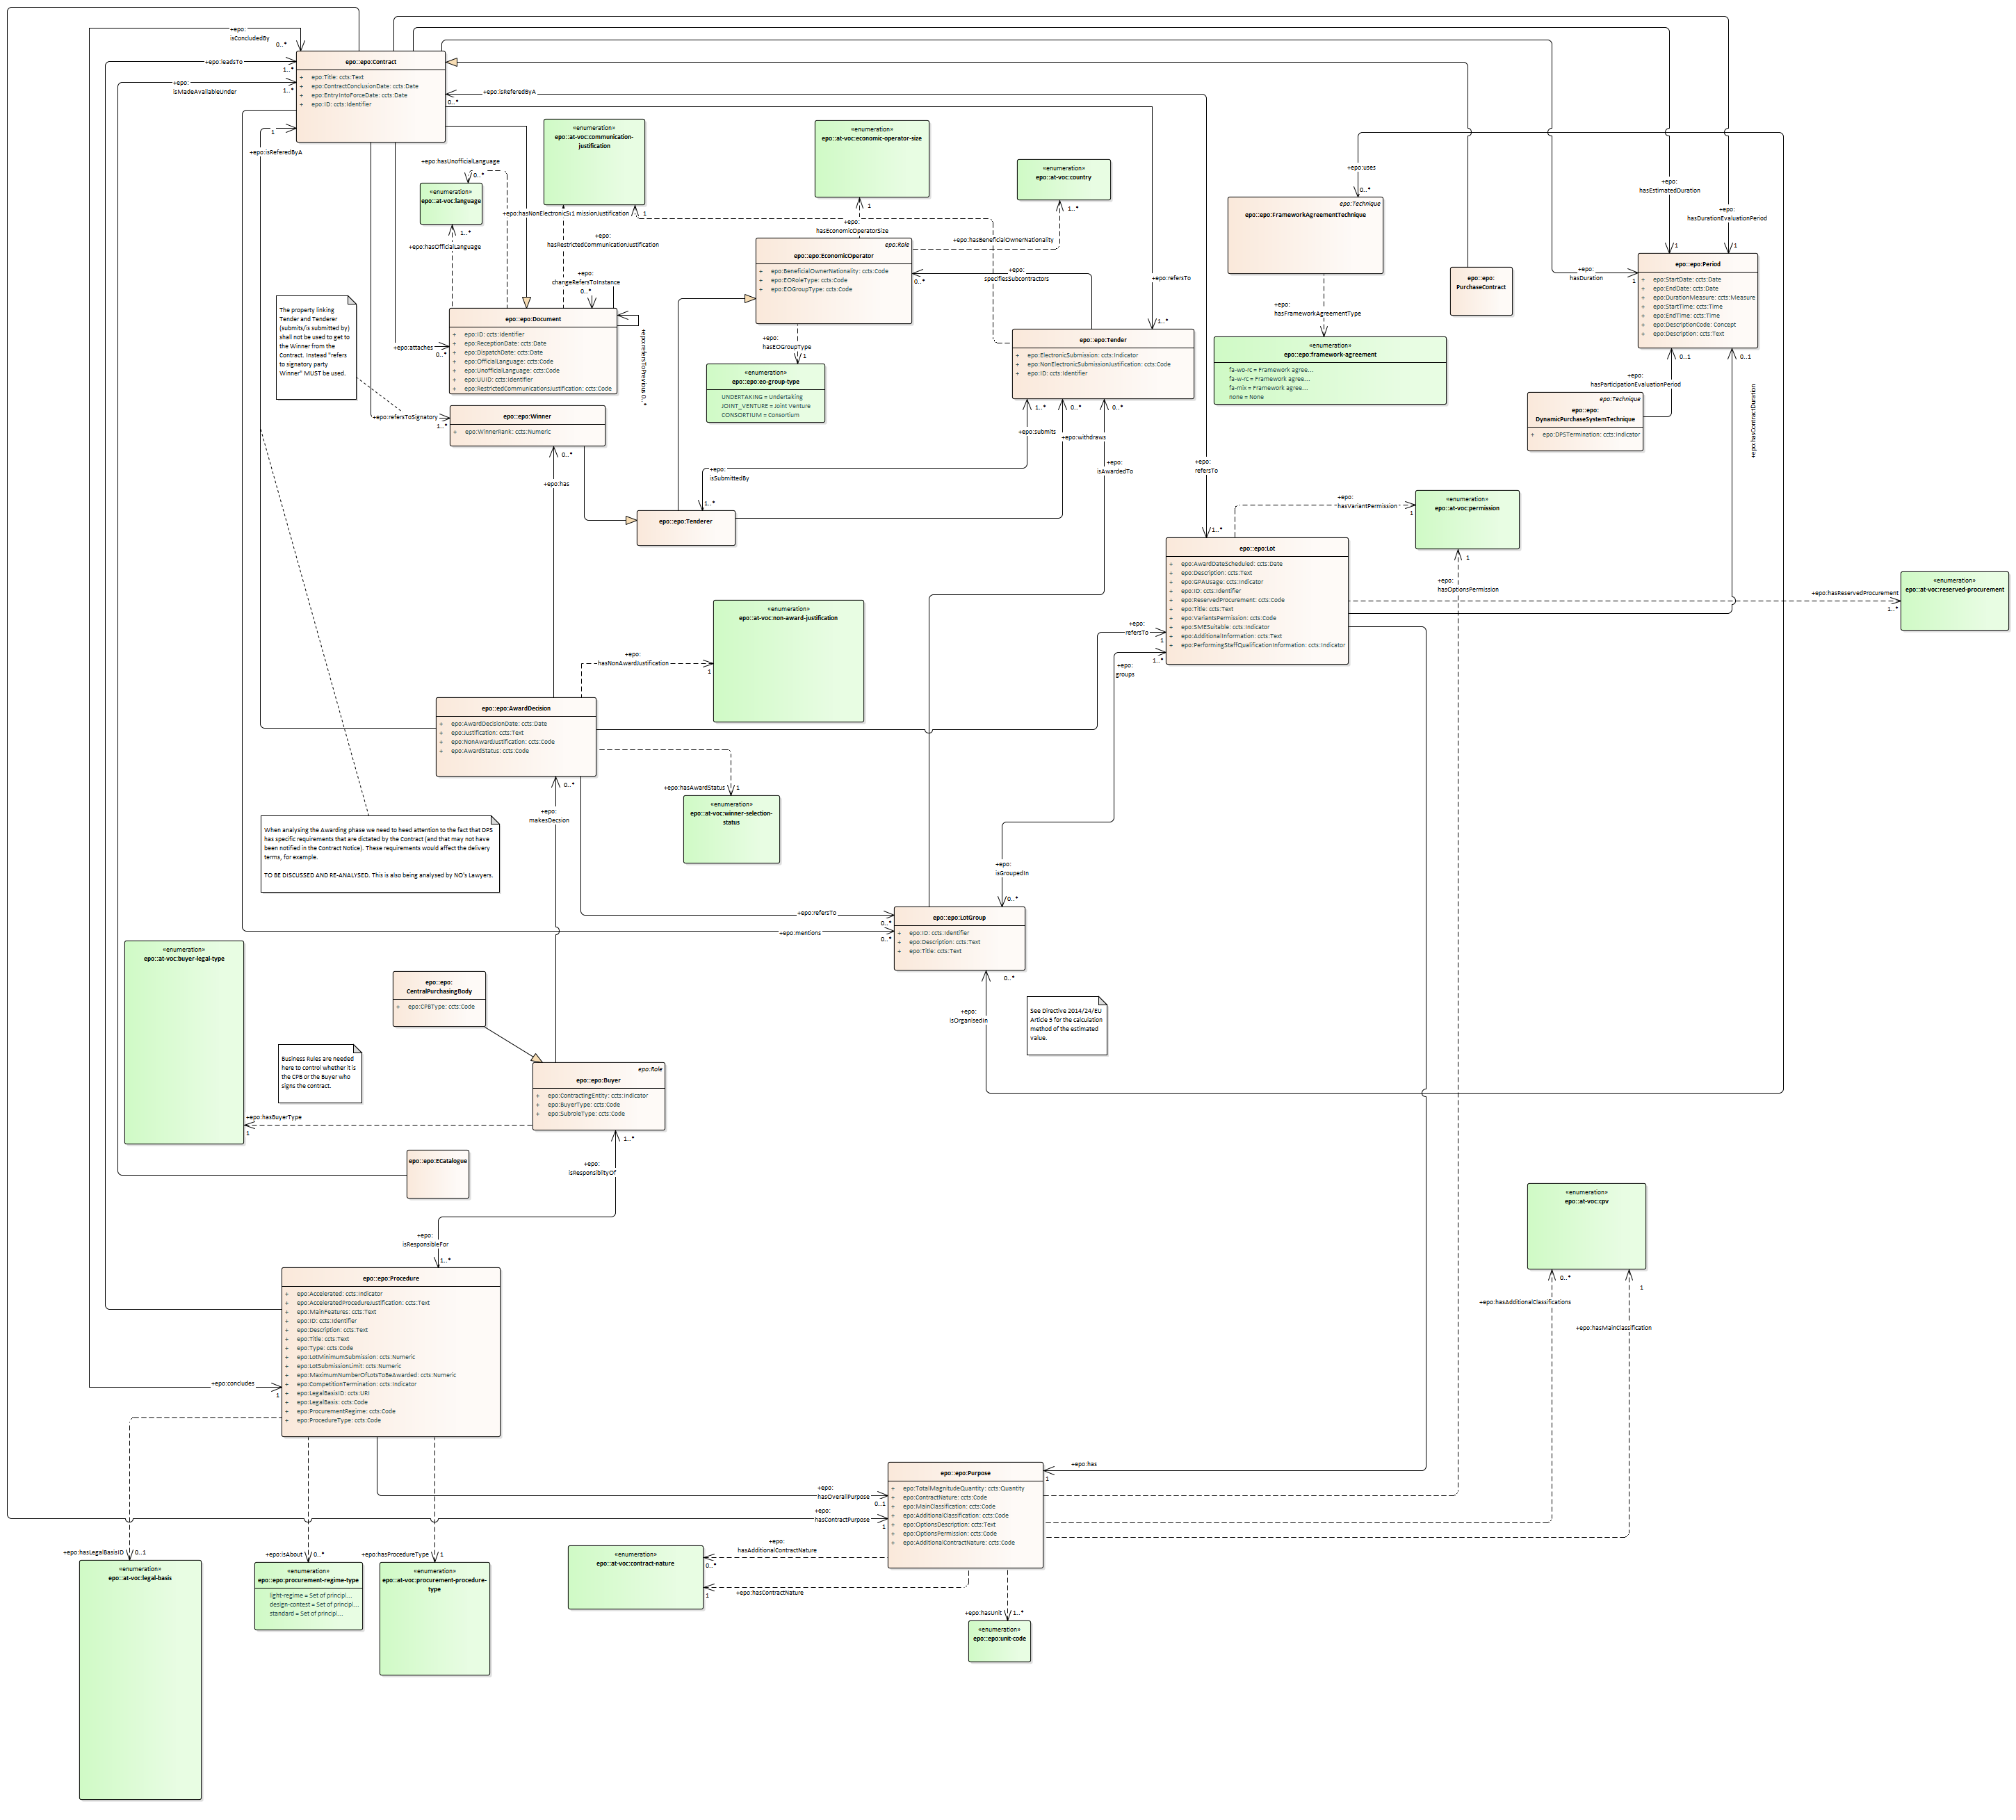 +epo:
isConcludedBy
0..*
+epo:leadsTo
1..*
+epo:
isMadeAvailableUnder
1..*
epo::epo:Contract
+ epo:Title: ccts:Text
+ epo:ContractConclusionDate: ccts:Date
+ epo:EntryIntoForceDate: ccts:Date
+ epo:ID: ccts:Identifier
1
+epo:isReferedByA
+epo:isReferedByA
0..*
+epo:hasUnofficialLanguage
0..*
«enumeration»
epo::at-voc:language
1..*
+epo:hasOfficialLanguage
«enumeration»
epo::at-voc:communication-
justification
1
+epo:
hasRestrictedCommunicationJustification
+epo:
changeRefersToInstance
0..*
«enumeration»
epo::at-voc:economic-operator-size
1
+epo:
hasEconomicOperatorSize
«enumeration»
epo::at-voc:country
1..*
+epo:hasBeneficialOwnerNationality
epo:Role
epo::epo:EconomicOperator
+ epo:BeneficialOwnerNationality: ccts:Code
+ epo:EORoleType: ccts:Code
+ epo:EOGroupType: ccts:Code
+epo:
specifiesSubcontractors
0..*
+epo:
hasEOGroupType
1
«enumeration»
epo::epo:eo-group-type
UNDERTAKING = Undertaking
JOINT_VENTURE = Joint Venture
CONSORTIUM = Consortium
+epo:refersTo
1..*
epo::epo:Tender
+ epo:ElectronicSubmission: ccts:Indicator
+ epo:NonElectronicSubmissionJustification: ccts:Code
+ epo:ID: ccts:Identifier
+epo:uses
0..*
epo:Technique
epo::epo:FrameworkAgreementTechnique
+epo:
hasFrameworkAgreementType
«enumeration»
epo::epo:framework-agreement
fa-wo-rc = Framework agree...
fa-w-rc = Framework agree...
fa-mix = Framework agree...
none = None
epo::epo:
PurchaseContract
+epo:
hasEstimatedDuration
1
+epo:
hasDurationEvaluationPeriod
1
+epo:
hasDuration
1
epo::epo:Period
+ epo:StartDate: ccts:Date
+ epo:EndDate: ccts:Date
+ epo:DurationMeasure: ccts:Measure
+ epo:StartTime: ccts:Time
+ epo:EndTime: ccts:Time
+ epo:DescriptionCode: Concept
+ epo:Description: ccts:Text
0..1
0..1
+epo:
hasParticipationEvaluationPeriod
epo:Technique
epo::epo:
DynamicPurchaseSystemTechnique
+ epo:DPSTermination: ccts:Indicator
+epo:hasContractDuration
The property linking
Tender and Tenderer
(submits/is submitted by)
shall not be used to get to
the Winner from the
Contract. Instead "refers
to signatory party
Winner" MUST be used.
epo::epo:Document
+ epo:ID: ccts:Identifier
+ epo:ReceptionDate: ccts:Date
+ epo:DispatchDate: ccts:Date
+ epo:OfficialLanguage: ccts:Code
+ epo:UnofficialLanguage: ccts:Code
+ epo:UUID: ccts:Identifier
+ epo:RestrictedCommunicationsJustification: ccts:Code
+epo:refersToPrevious 0..*
+epo:attaches
0..*
+epo:refersToSignatory
1..*
epo::epo:Winner
+ epo:WinnerRank: ccts:Numeric
0..*
+epo:has
+epo:submits
1..*
0..*
+epo:withdraws
0..*
+epo:
isAwardedTo
+epo:
isSubmittedBy
1..*
epo::epo:Tenderer
+epo:
refersTo
1..*
epo::epo:Lot
+ epo:AwardDateScheduled: ccts:Date
+ epo:Description: ccts:Text
+ epo:GPAUsage: ccts:Indicator
+ epo:ID: ccts:Identifier
+ epo:ReservedProcurement: ccts:Code
+ epo:Title: ccts:Text
+ epo:VariantsPermission: ccts:Code
+ epo:SMESuitable: ccts:Indicator
+ epo:AdditionalInformation: ccts:Text
+ epo:PerformingStaffQualificationInformation: ccts:Indicator
+epo:
hasVariantPermission
1
«enumeration»
epo::at-voc:permission
1
+epo:
hasOptionsPermission
+epo:hasReservedProcurement
1..*
«enumeration»
epo::at-voc:reserved-procurement
«enumeration»
epo::at-voc:non-award-justification
+epo:
hasNonAwardJustification
1
+epo:
refersTo
1
1..*
+epo:
groups
epo::epo:AwardDecision
+ epo:AwardDecisionDate: ccts:Date
+ epo:Justification: ccts:Text
+ epo:NonAwardJustification: ccts:Code
+ epo:AwardStatus: ccts:Code
0..*
+epo:
makesDecsion
+epo:hasAwardStatus
1
«enumeration»
epo::at-voc:winner-selection-
status
When analysing the Awarding phase we need to heed attention to the fact that DPS
has specific requirements that are dictated by the Contract (and that may not have
been notified in the Contract Notice). These requirements would affect the delivery
terms, for example.
TO BE DISCUSSED AND RE-ANALYSED. This is also being analysed by NO's Lawyers.
+epo:
isGroupedIn
0..*
+epo:refersTo
0..*
+epo:mentions
0..*
epo::epo:LotGroup
+ epo:ID: ccts:Identifier
+ epo:Description: ccts:Text
+ epo:Title: ccts:Text
0..*
+epo:
isOrganisedIn
See Directive 2014/24/EU
Article 5 for the calculation
method of the estimated
value.
«enumeration»
epo::at-voc:buyer-legal-type
epo::epo:
CentralPurchasingBody
+ epo:CPBType: ccts:Code
Business Rules are needed
here to control whether it is
the CPB or the Buyer who
signs the contract.
epo:Role
epo::epo:Buyer
+ epo:ContractingEntity: ccts:Indicator
+ epo:BuyerType: ccts:Code
+ epo:SubroleType: ccts:Code
+epo:hasBuyerType
1
1..*
+epo:
isResponsiblityOf
epo::epo:ECatalogue
+epo:
isResponsibleFor
1..*
epo::epo:Procedure
+ epo:Accelerated: ccts:Indicator
+ epo:AcceleratedProcedureJustification: ccts:Text
+ epo:MainFeatures: ccts:Text
+ epo:ID: ccts:Identifier
+ epo:Description: ccts:Text
+ epo:Title: ccts:Text
+ epo:Type: ccts:Code
+ epo:LotMinimumSubmission: ccts:Numeric
+ epo:LotSubmissionLimit: ccts:Numeric
+ epo:MaximumNumberOfLotsToBeAwarded: ccts:Numeric
+ epo:CompetitionTermination: ccts:Indicator
+ epo:LegalBasisID: ccts:URI
+ epo:LegalBasis: ccts:Code
+ epo:ProcurementRegime: ccts:Code
+ epo:ProcedureType: ccts:Code
+epo:concludes
1
«enumeration»
epo::at-voc:cpv
0..*
1
+epo:hasAdditionalClassifications
+epo:hasMainClassification
+epo:has
1
epo::epo:Purpose
+ epo:TotalMagnitudeQuantity: ccts:Quantity
+ epo:ContractNature: ccts:Code
+ epo:MainClassification: ccts:Code
+ epo:AdditionalClassification: ccts:Code
+ epo:OptionsDescription: ccts:Text
+ epo:OptionsPermission: ccts:Code
+ epo:AdditionalContractNature: ccts:Code
+epo:
hasOverallPurpose
0..1
+epo:
hasContractPurpose
1
+epo:
hasAdditionalContractNature
0..*
«enumeration»
epo::at-voc:contract-nature
1
+epo:hasContractNature
+epo:hasUnit
1..*
«enumeration»
epo::epo:unit-code
+epo:hasLegalBasisID
0..1
«enumeration»
epo::at-voc:legal-basis
+epo:isAbout
0..*
«enumeration»
epo::epo:procurement-regime-type
light-regime = Set of principl...
design-contest = Set of principl...
standard = Set of principl...
+epo:hasProcedureType
1
«enumeration»
epo::at-voc:procurement-procedure-
type